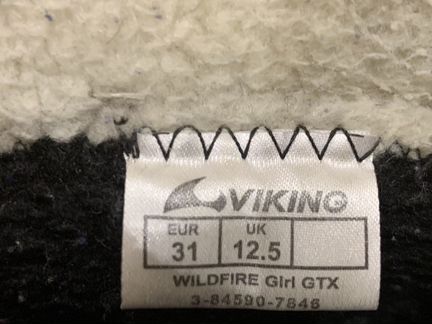 VIKING
EUR UK
31 12.5
WILDFIRE Girl GTX
3-84590-7846